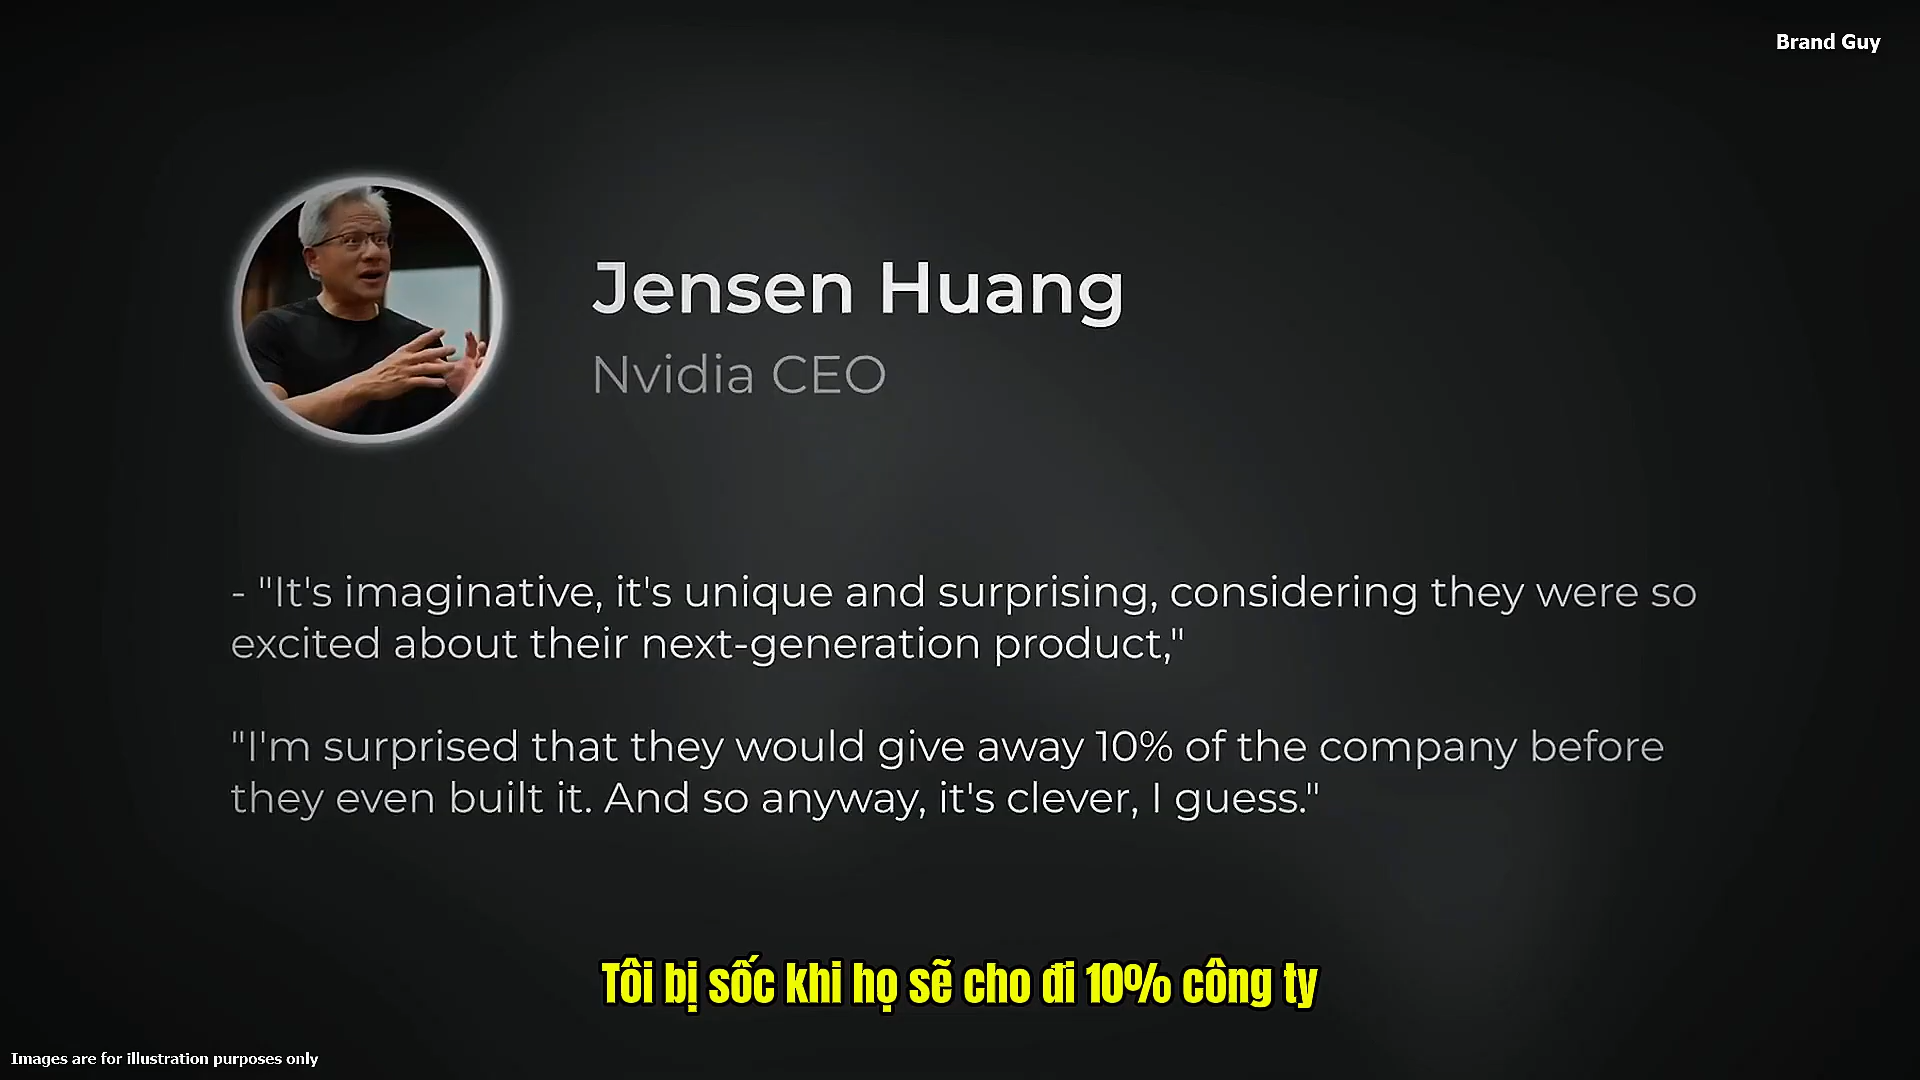 Brand Guy
Jensen Huang
Nvidia CEO
- "It's imaginative, it's unique and surprising, considering they were so
excited about their next-generation product,"
"I'm surprised that they would give away 10% of the company before
they even built it. And so anyway, it's clever, I guess."
Tôi bị sốc khi họ sẽ cho đi 10% công ty
Images are for illustration purposes only